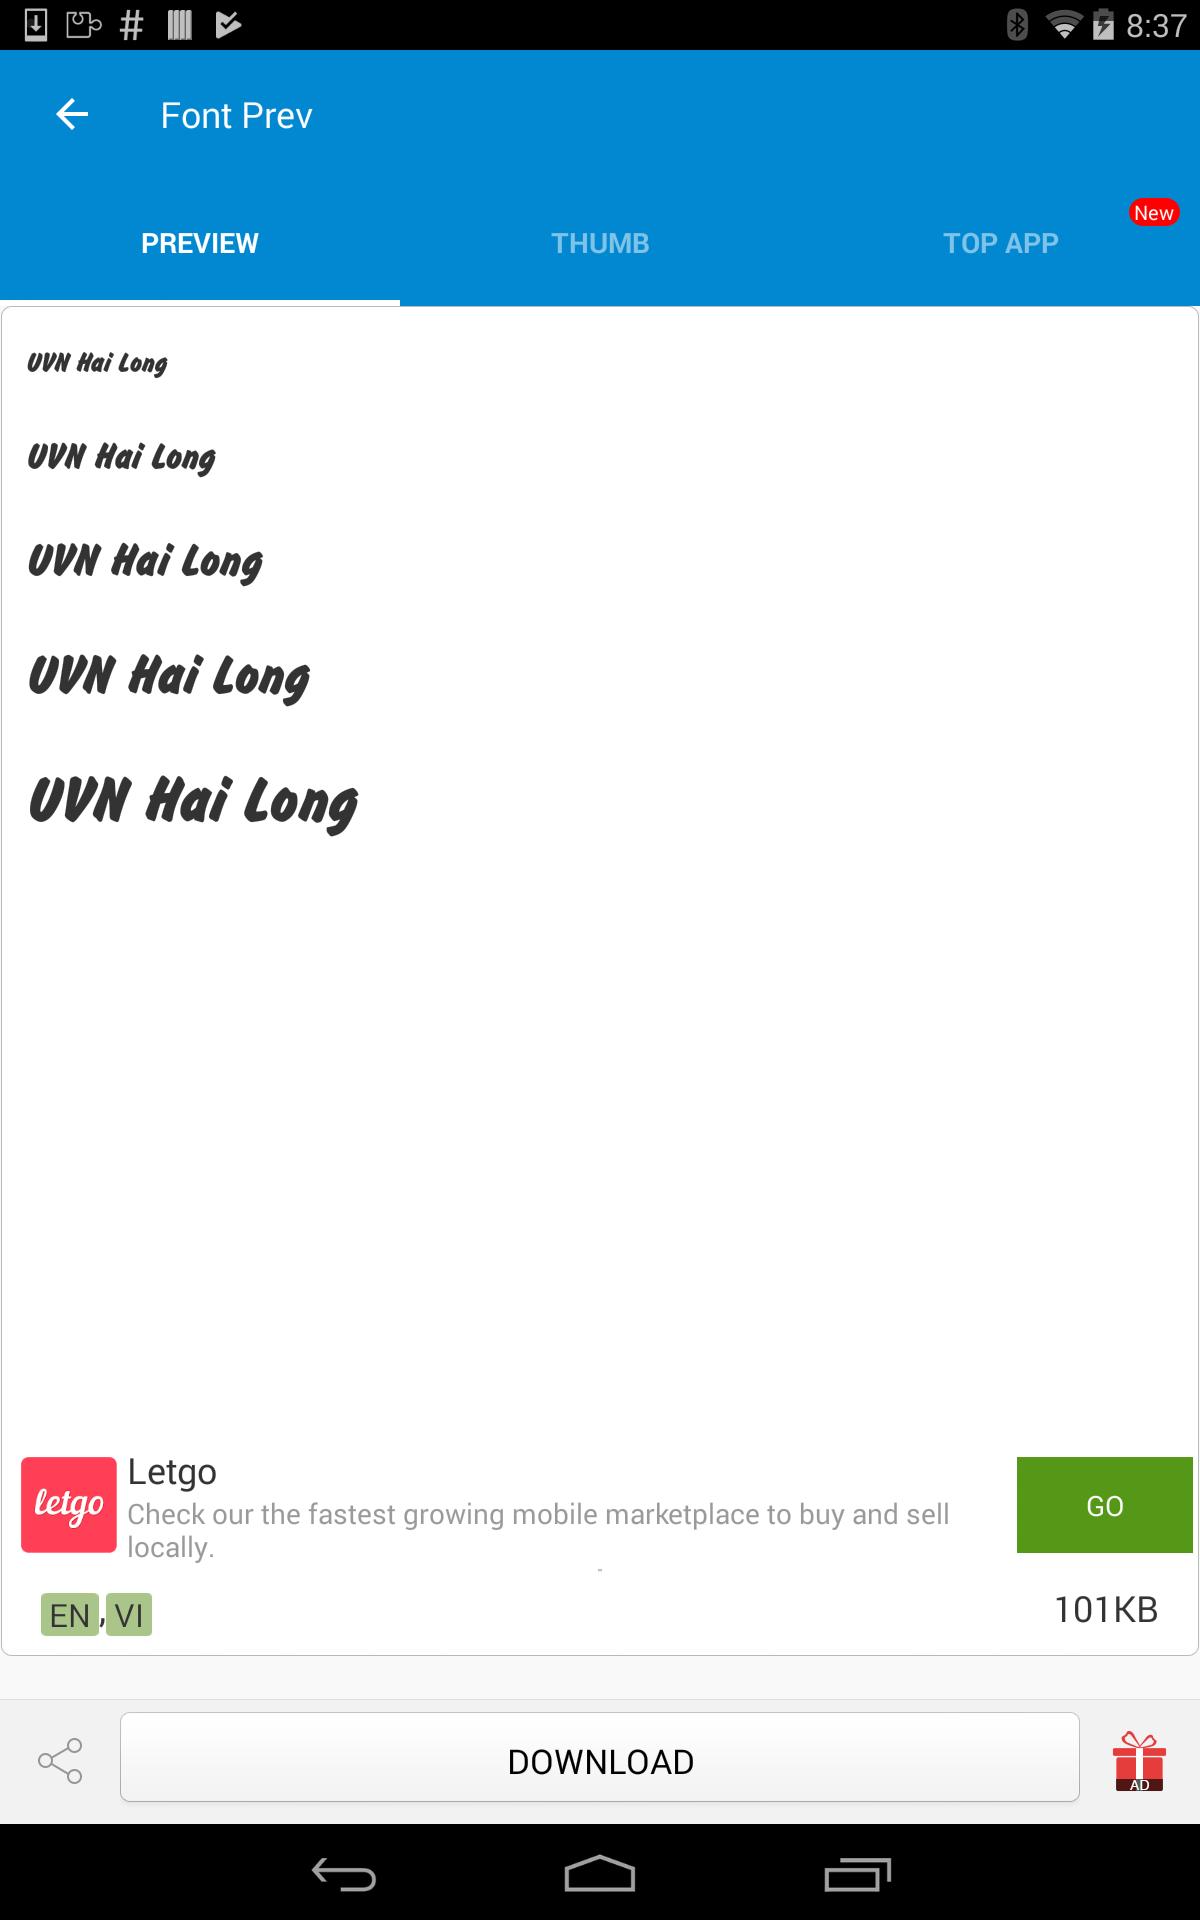 8:37
Font Prev
New
PREVIEW THUMB TOP APP
UVN Hai Long
UVN Hai Long
UVN Hai Long
UVN Hai Long
UVN Hai Long
letgo
Letgo
Check our the fastest growing mobile marketplace to buy and sell
locally.
GO
-
EN,VI
101KB
DOWNLOAD
AD